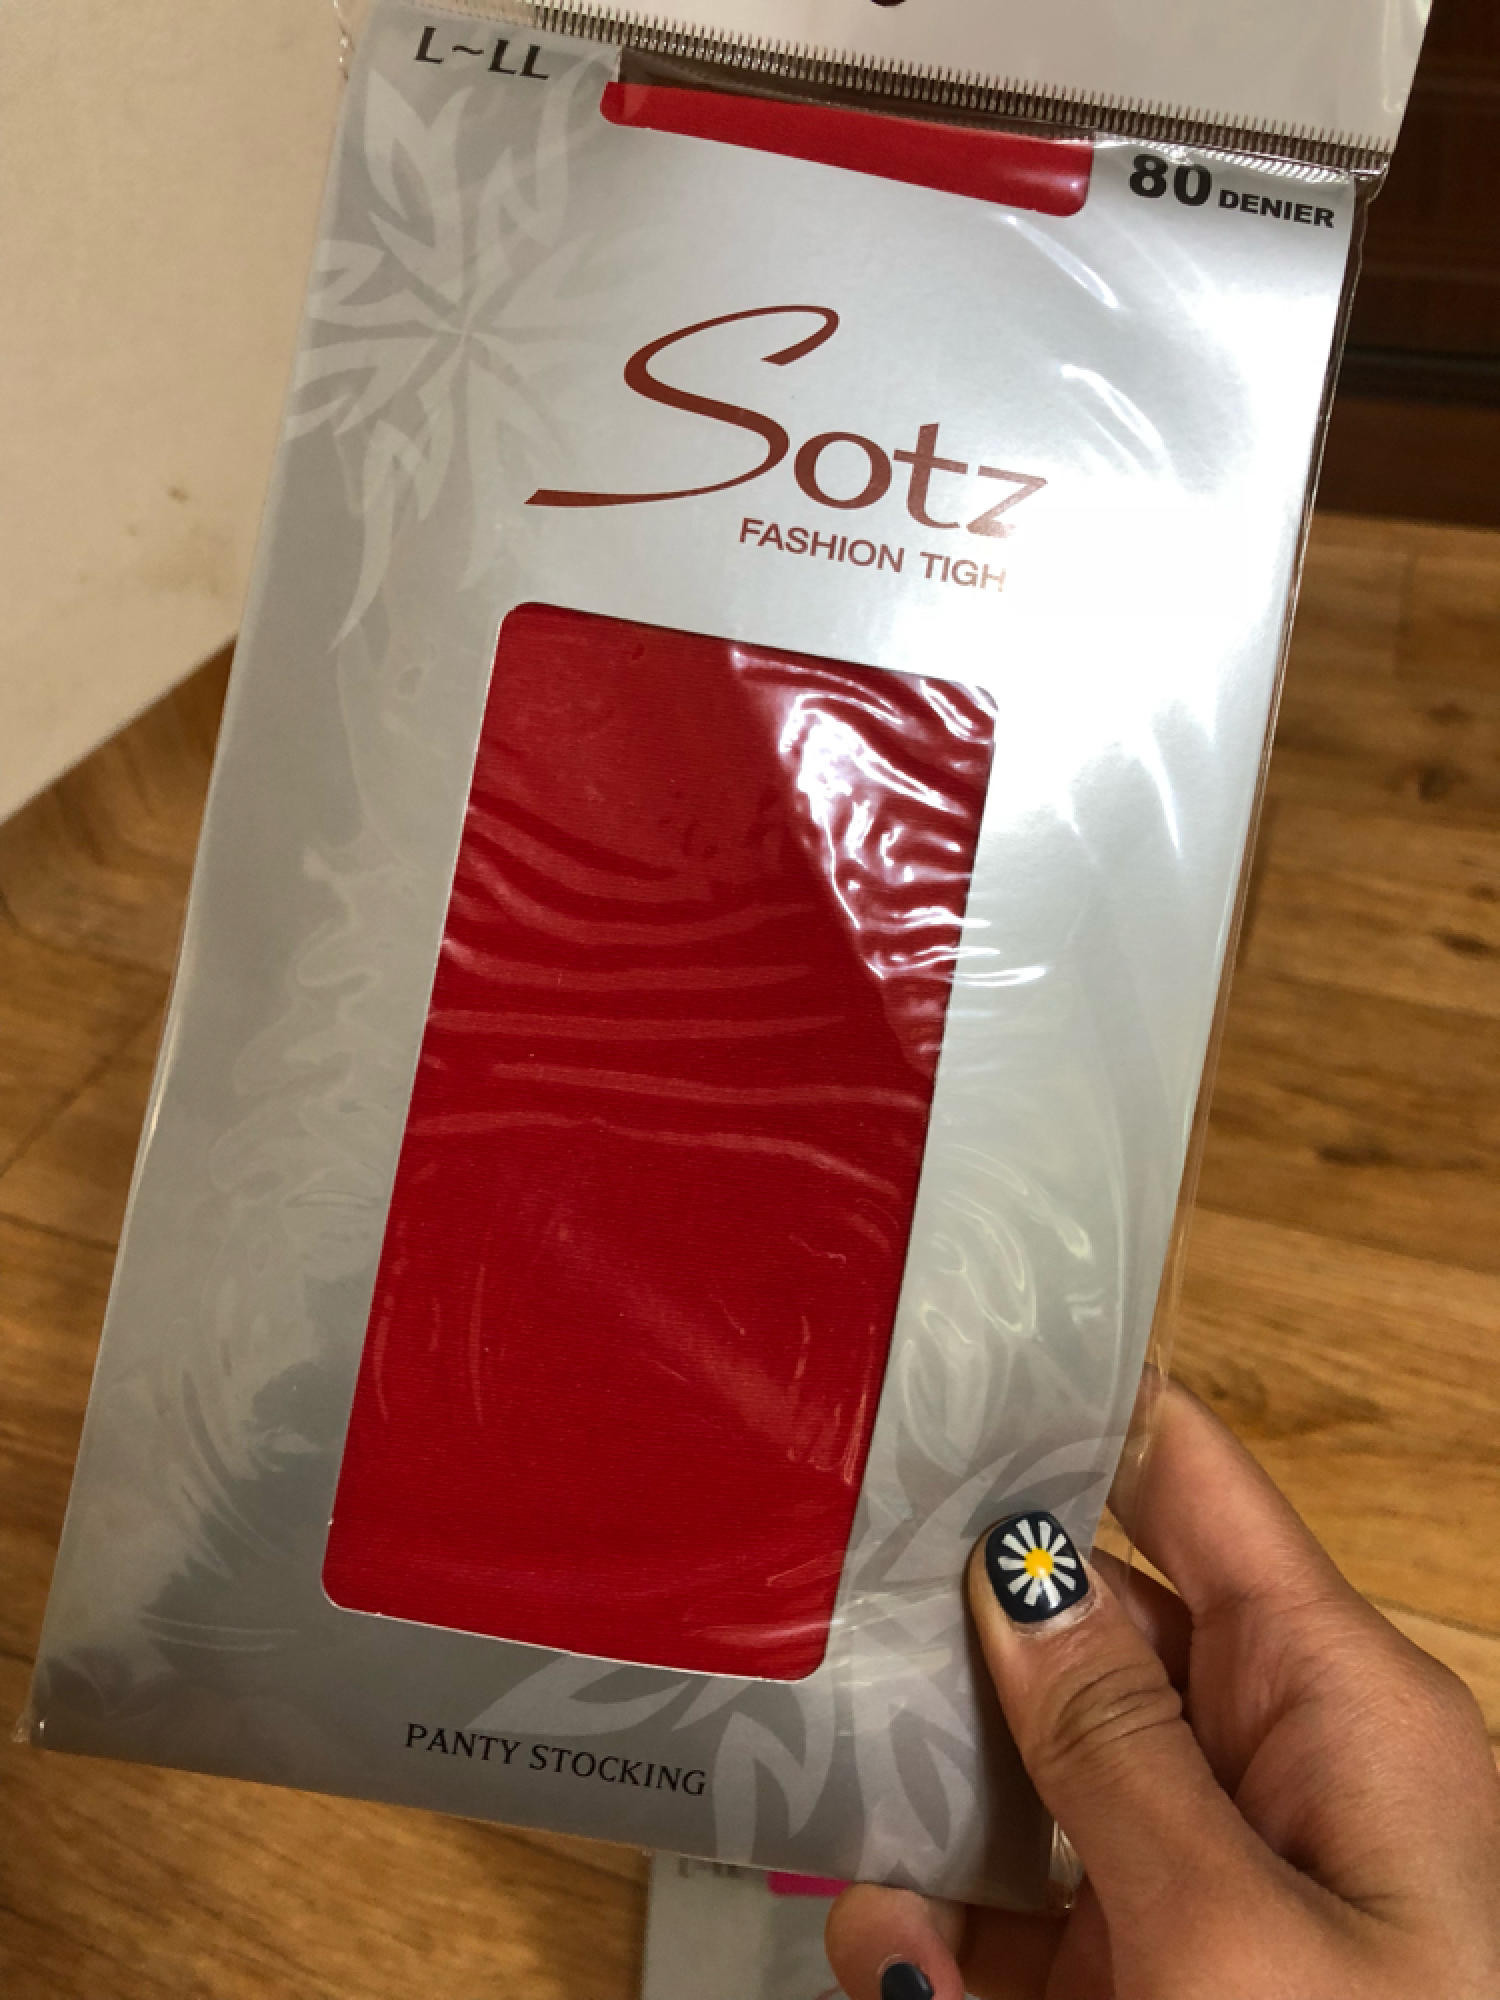 L~LL
80 DENIER
Sotz
FASHION TIGH
PANTY STOCKING